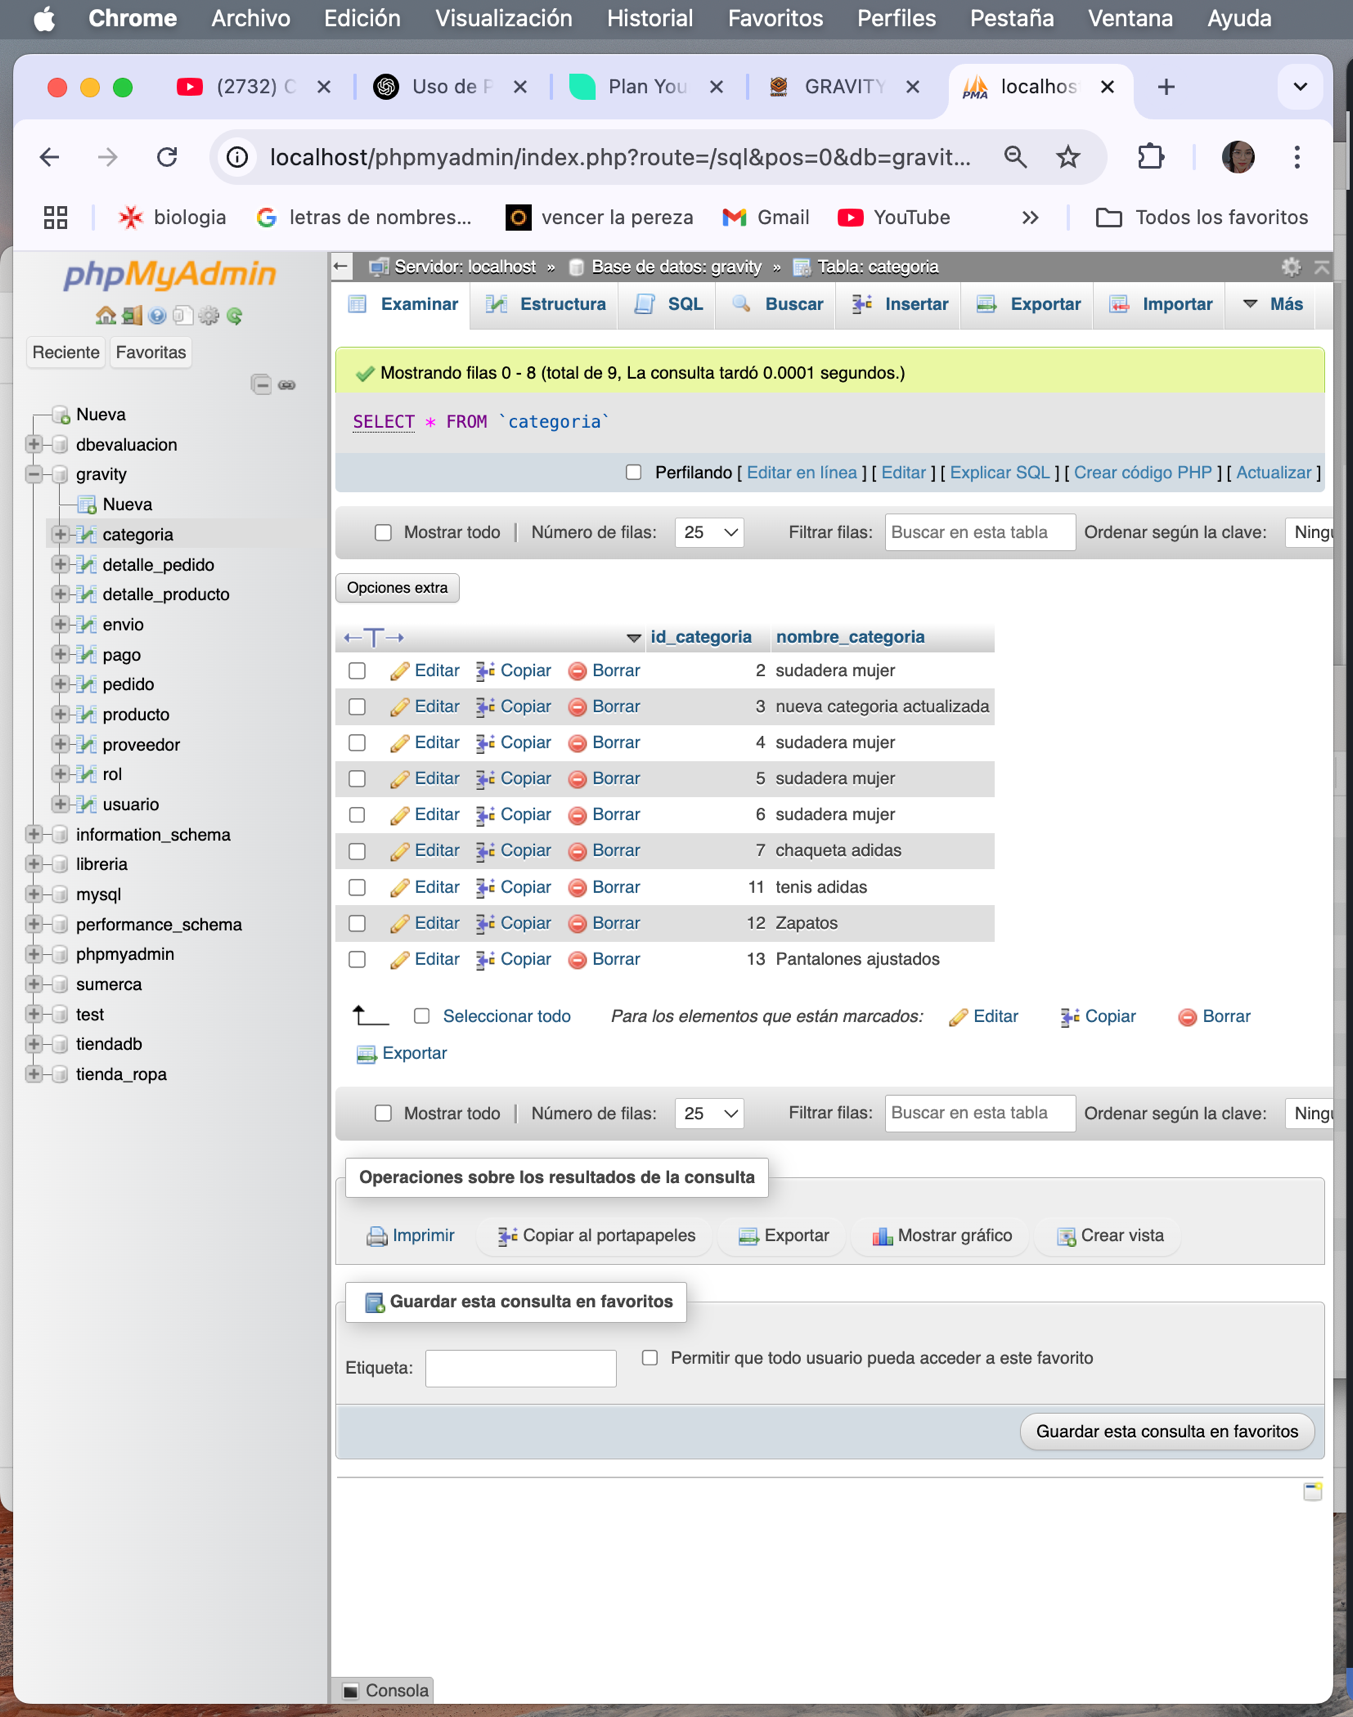 Chrome Archivo Edición Visualización Historial Favoritos Perfiles Pestaña Ventana Ayuda
(2732) C Uso de P Plan You GRAVITY localhos
localhost/phpmyadmin/index.php?route=/sql&pos=0&db=gravit...
biologia letras de nombres... vencer la pereza Gmail YouTube Todos los favoritos
phpMyAdmin
Reciente Favoritas
Nueva
dbevaluacion
gravity
Nueva
categoria
detalle_pedido
detalle_producto
envio
pago
pedido
producto
proveedor
rol
usuario
information_schema
libreria
mysql
performance_schema
phpmyadmin
sumerca
test
tiendadb
tienda_ropa
Servidor: localhost » Base de datos: gravity » Tabla: categoria
Examinar Estructura SQL Buscar Insertar Exportar Importar Más
Mostrando filas 0 - 8 (total de 9, La consulta tardó 0.0001 segundos.)
SELECT * FROM `categoria`
Perfilando [ Editar en línea ] [ Editar ] [ Explicar SQL ] [ Crear código PHP ] [ Actualizar ]
Mostrar todo | Número de filas: 25 Filtrar filas: Buscar en esta tabla Ordenar según la clave: Ningu
Opciones extra
←T→ id_categoria nombre_categoria
Editar Copiar Borrar 2 sudadera mujer
Editar Copiar Borrar 3 nueva categoria actualizada
Editar Copiar Borrar 4 sudadera mujer
Editar Copiar Borrar 5 sudadera mujer
Editar Copiar Borrar 6 sudadera mujer
Editar Copiar Borrar 7 chaqueta adidas
Editar Copiar Borrar 11 tenis adidas
Editar Copiar Borrar 12 Zapatos
Editar Copiar Borrar 13 Pantalones ajustados
Seleccionar todo Para los elementos que están marcados: Editar Copiar Borrar
Exportar
Mostrar todo | Número de filas: 25 Filtrar filas: Buscar en esta tabla Ordenar según la clave: Ningu
Operaciones sobre los resultados de la consulta
Imprimir Copiar al portapapeles Exportar Mostrar gráfico Crear vista
Guardar esta consulta en favoritos
Etiqueta: Permitir que todo usuario pueda acceder a este favorito
Guardar esta consulta en favoritos
Consola